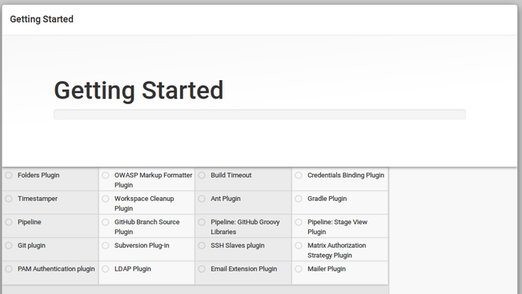 Getting Started
Getting Started
Folders Plugin
OWASP Markup Formatter
Plugin
Build Timeout
Credentials Binding Plugin
Timestamper
Workspace Cleanup
Plugin
Ant Plugin
Gradle Plugin
Pipeline
GitHub Branch Source
Plugin
Pipeline: GitHub Groovy
Libraries
Pipeline: Stage View
Plugin
Git plugin
Subversion Plug-in
SSH Slaves plugin
Matrix Authorization
Strategy Plugin
PAM Authentication plugin
LDAP Plugin
Email Extension Plugin
Mailer Plugin